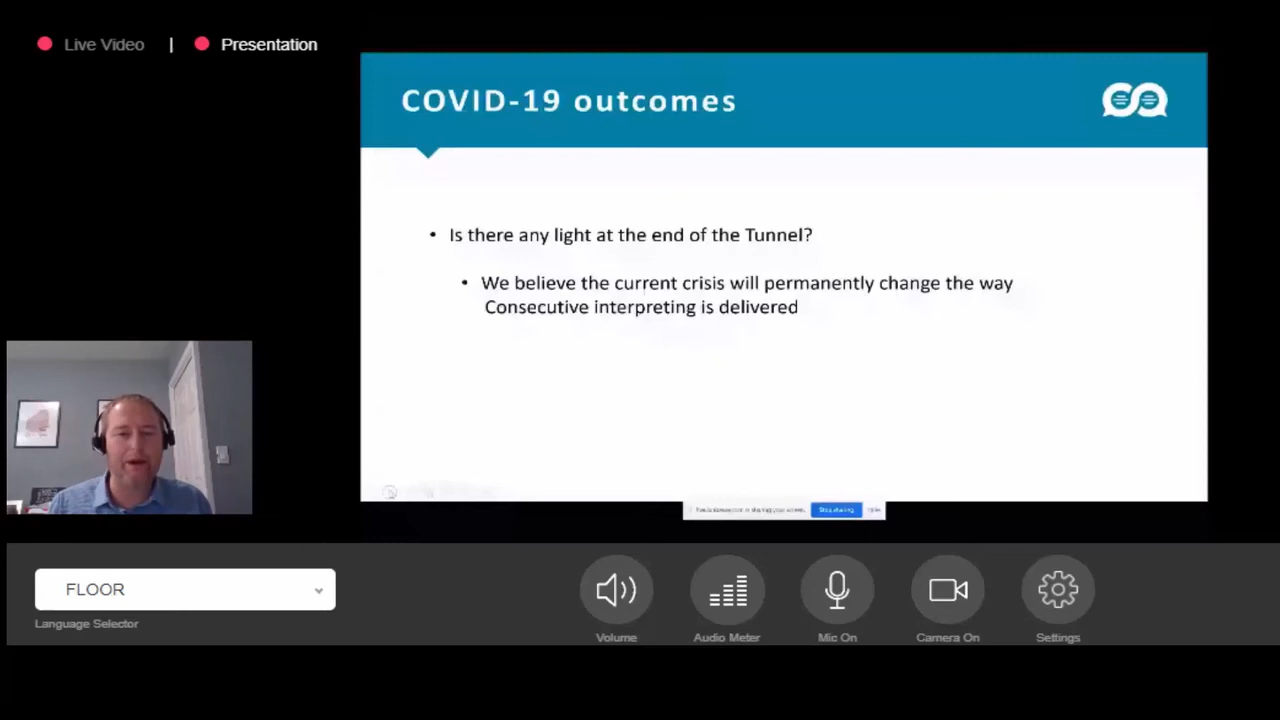 Live Video | Presentation
COVID-19 outcomes
• Is there any light at the end of the Tunnel?
• We believe the current crisis will permanently change the way
Consecutive interpreting is delivered
Stop sharing
FLOOR
Language Selector
Volume
Audio Meter
Mic On
Camera On
Settings